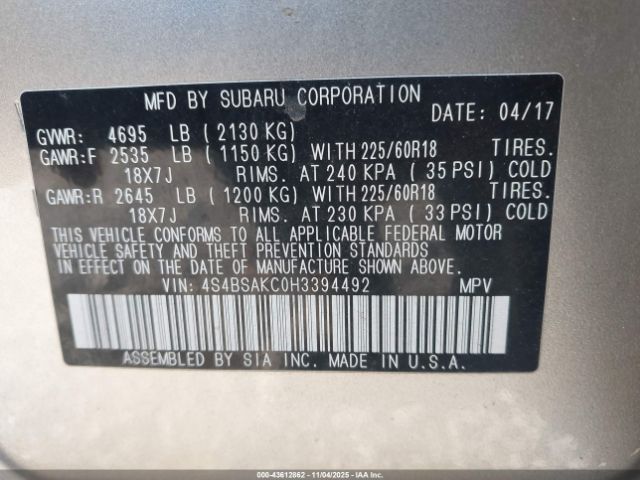 MFD BY SUBARU CORPORATION DATE: 04/17
GVWR: 4695 LB ( 2130 KG)
GAWR:F 2535 LB ( 1150 KG) WITH 225/60R18 TIRES.
18X7J RIMS. AT 240 KPA ( 35 PSI) COLD
GAWR:R 2645 LB ( 1200 KG) WITH 225/60R18 TIRES.
18X7J RIMS. AT 230 KPA ( 33 PSI) COLD
THIS VEHICLE CONFORMS TO ALL APPLICABLE FEDERAL MOTOR
VEHICLE SAFETY AND THEFT PREVENTION STANDARDS
IN EFFECT ON THE DATE OF MANUFACTURE SHOWN ABOVE.
VIN: 4S4BSAKC0H3394492 MPV
ASSEMBLED BY SIA INC. MADE IN U.S.A.
000-43612862 - 11/04/2025 - IAAI.COM